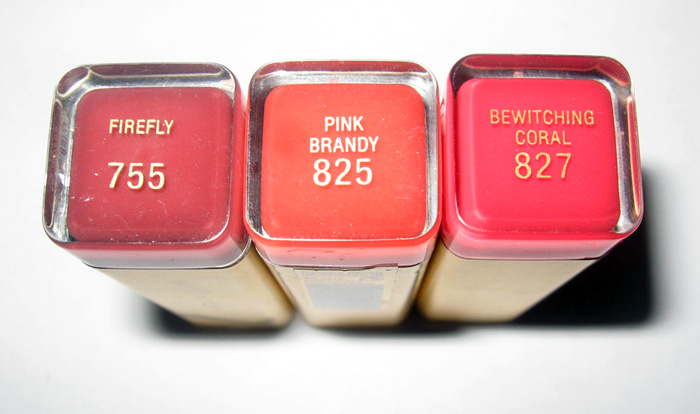 FIREFLY
755
PINK
BRANDY
825
BEWITCHING
CORAL
827